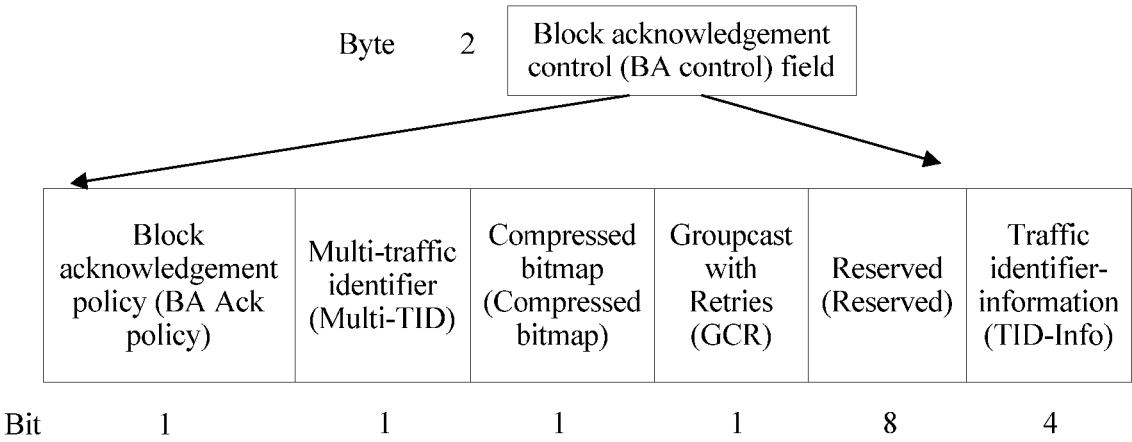 Byte 2
Block acknowledgement
control (BA control) field
Block
acknowledgement
policy (BA Ack
policy)
Multi-traffic
identifier
(Multi-TID)
Compressed
bitmap
(Compressed
bitmap)
Groupcast
with
Retries
(GCR)
Reserved
(Reserved)
Traffic
identifier-
information
(TID-Info)
Bit 1 1 1 1 8 4